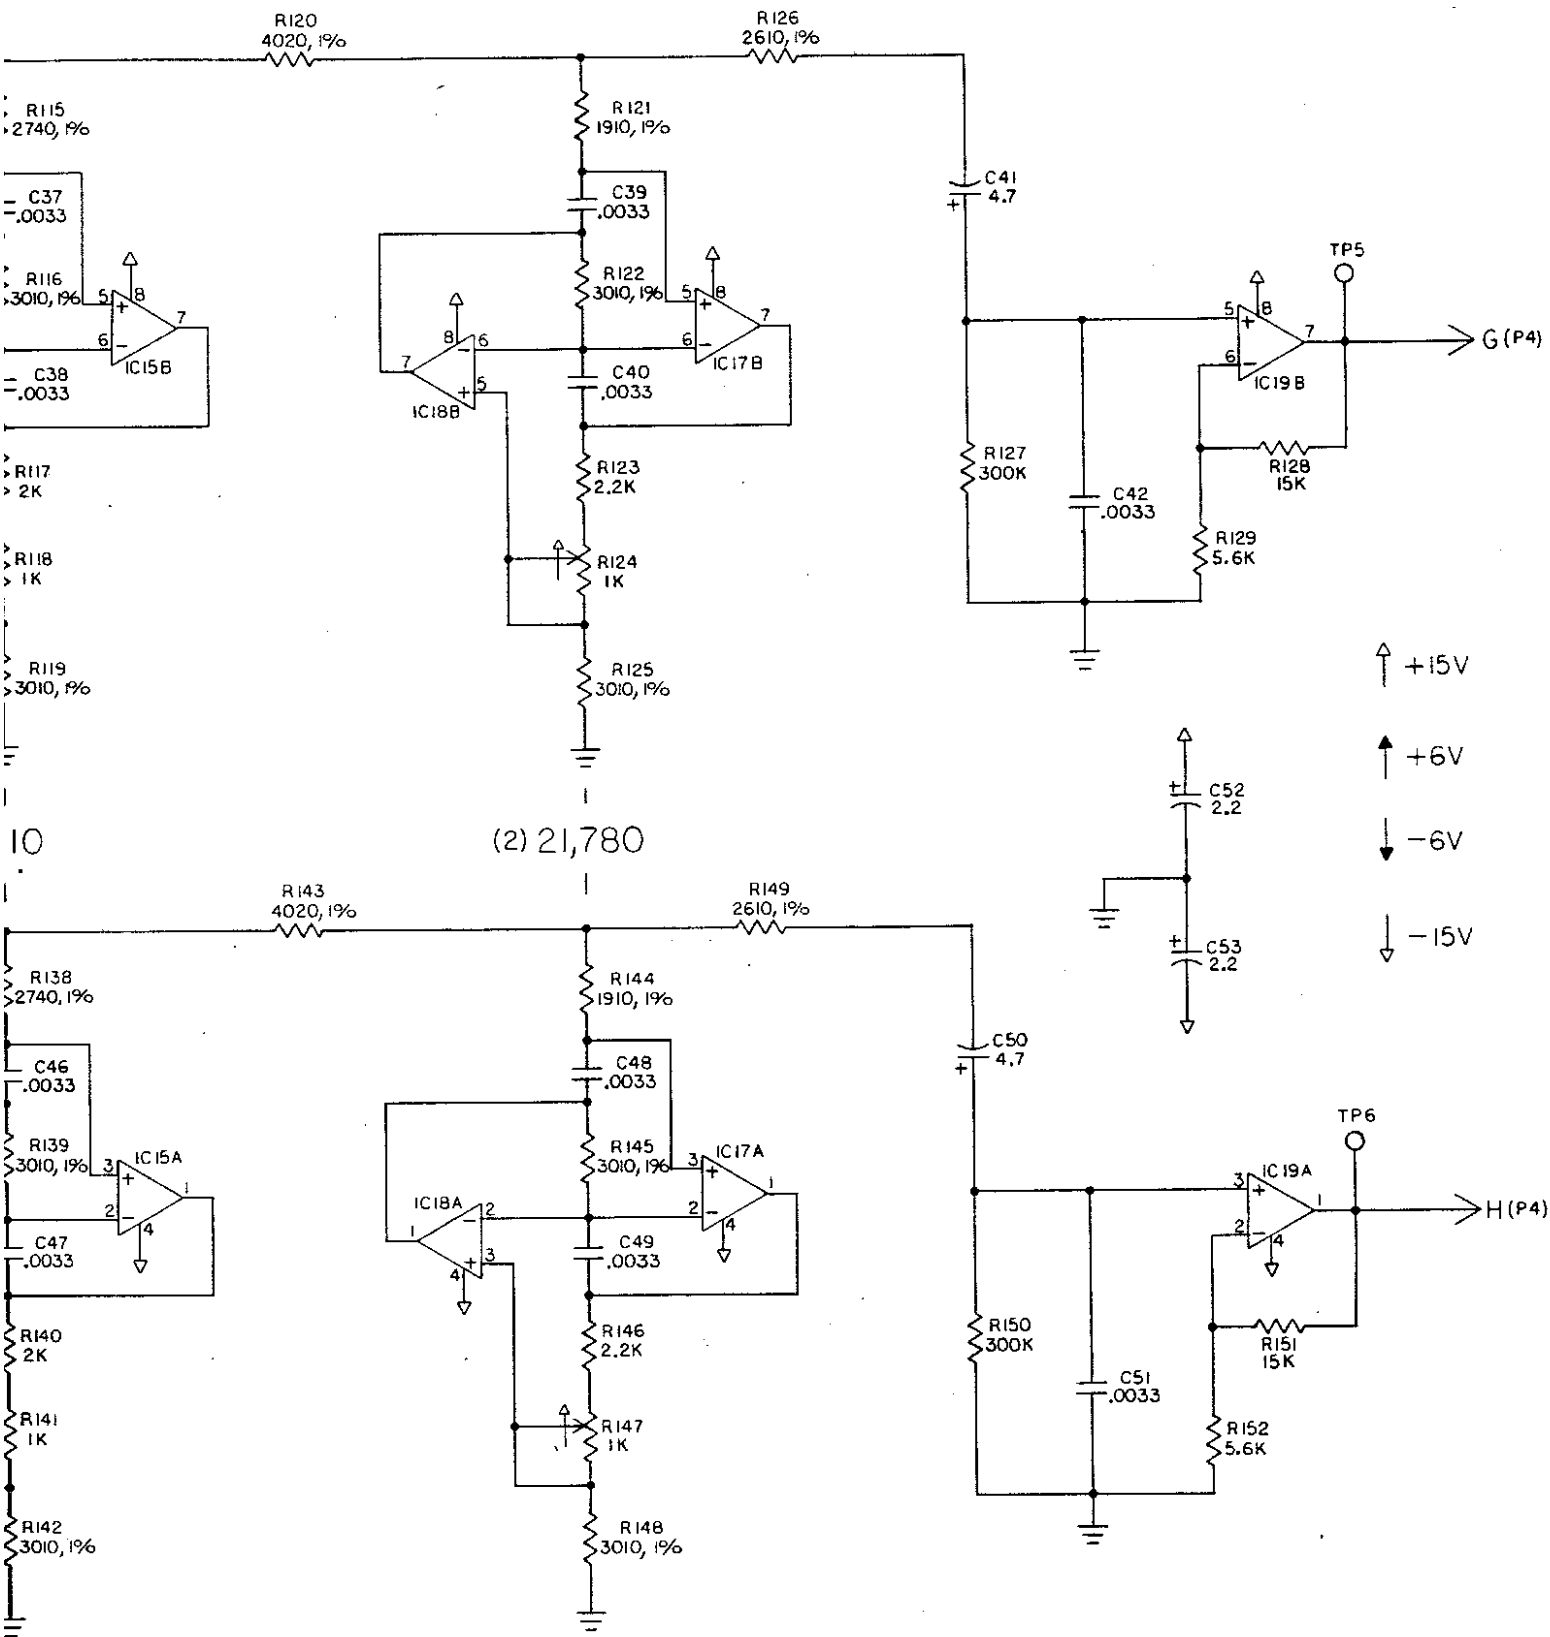 R120
4020, 1%
R126
2610, 1%
R115
2740, 1%
R121
1910, 1%
C37
.0033
C39
.0033
C41
4.7
+
TP5
R116
3010, 1%
5
+
8
7
6
−
IC15B
R122
3010, 1%
5
+
8
7
6
−
IC17B
8
6
−
7
5
+
IC18B
5
+
8
7
6
−
IC19B
G (P4)
C38
.0033
C40
.0033
R117
2K
R123
2.2K
R127
300K
C42
.0033
R128
15K
R129
5.6K
R118
1K
R124
1K
R119
3010, 1%
R125
3010, 1%
+15V
+6V
−6V
−15V
+
C52
2.2
+
C53
2.2
10
(2) 21,780
R143
4020, 1%
R149
2610, 1%
R138
2740, 1%
R144
1910, 1%
C46
.0033
C48
.0033
C50
4.7
+
TP6
R139
3010, 1%
IC15A
3
+
1
2
−
4
R145
3010, 1%
IC17A
3
+
1
2
−
4
IC18A
2
−
1
3
+
4
IC19A
3
+
1
2
−
4
H (P4)
C47
.0033
C49
.0033
R140
2K
R146
2.2K
R150
300K
C51
.0033
R151
15K
R152
5.6K
R141
1K
R147
1K
R142
3010, 1%
R148
3010, 1%